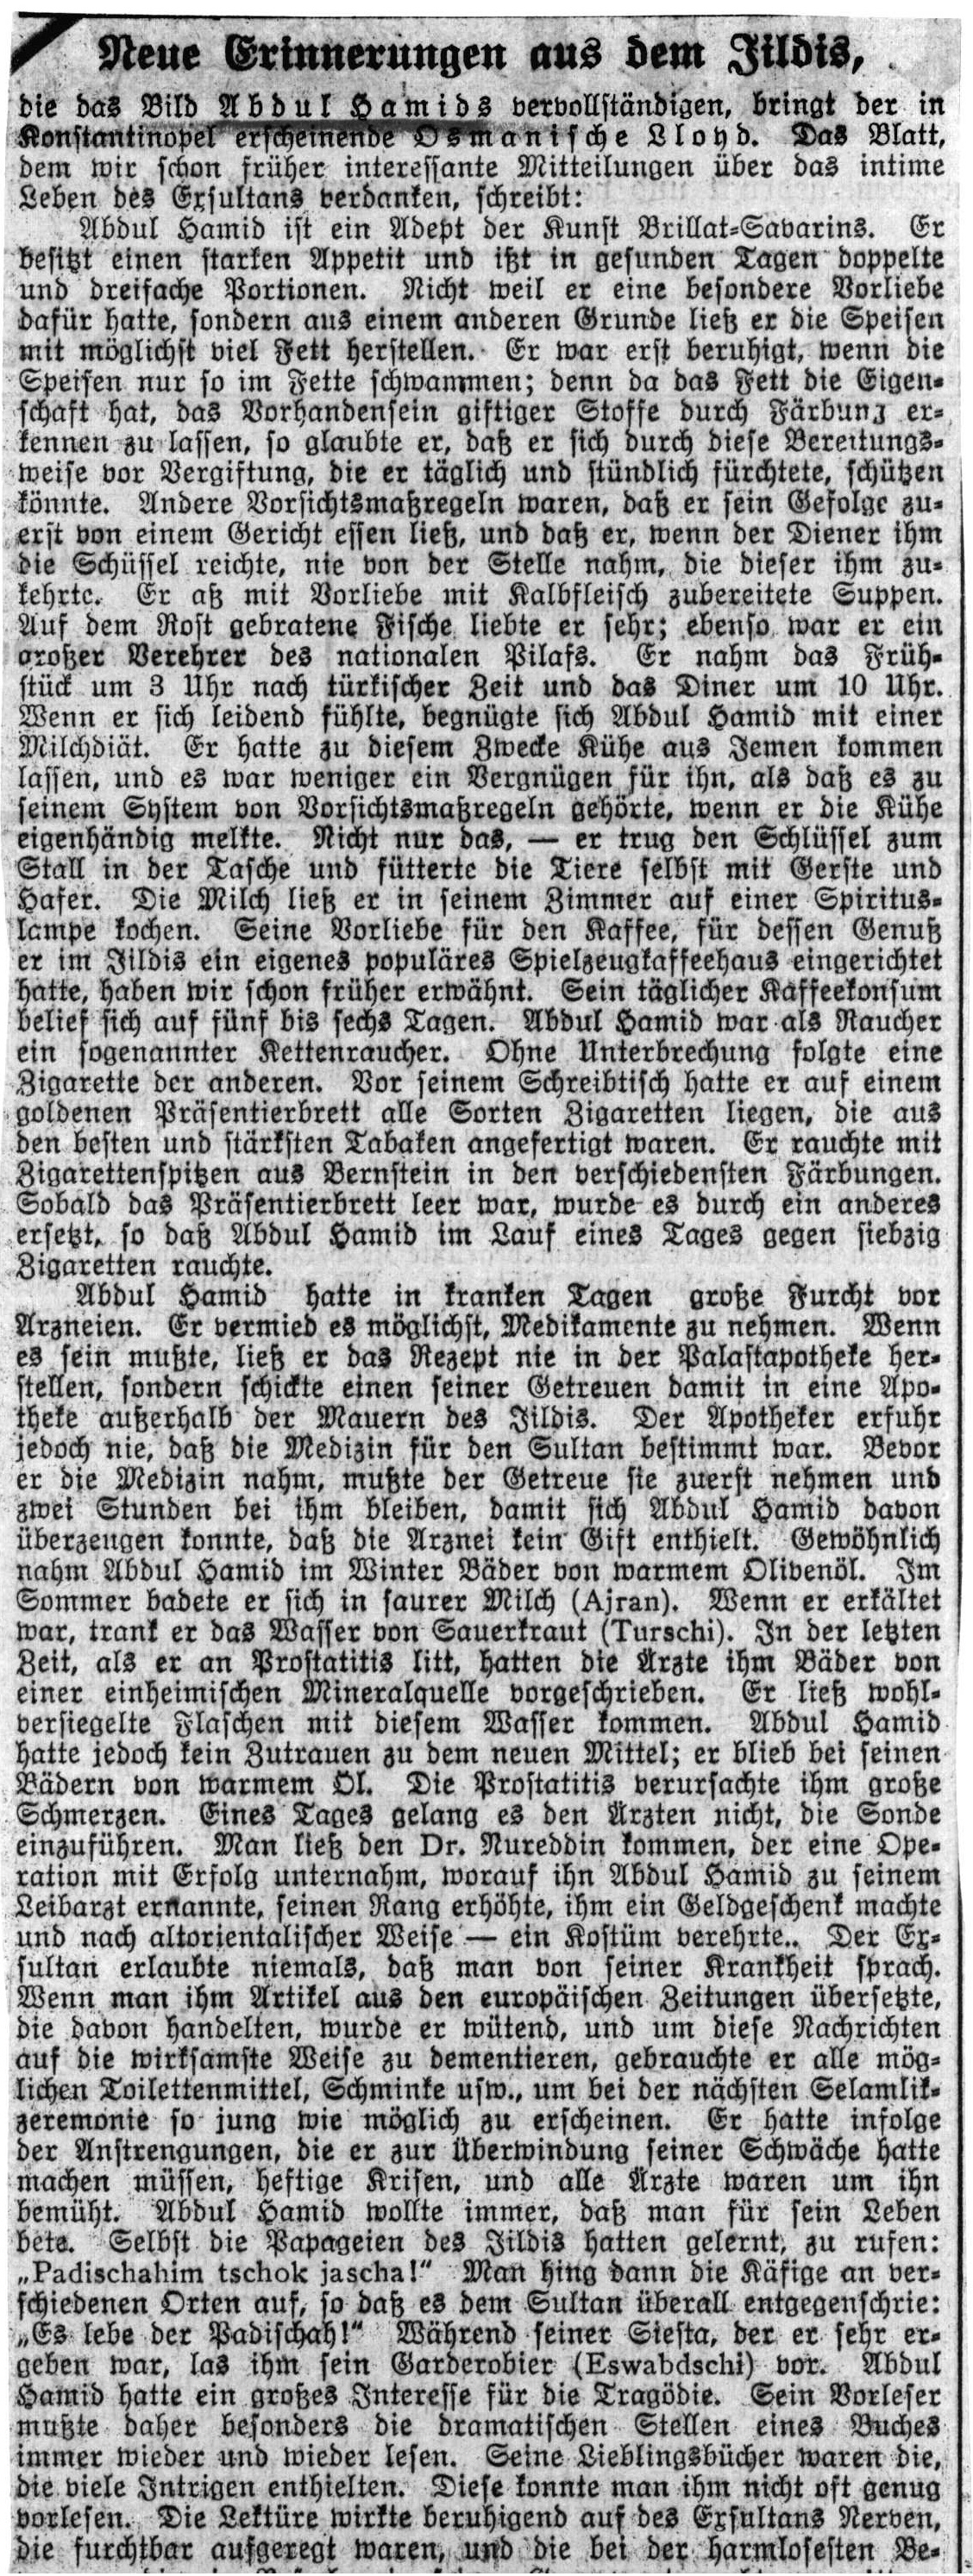 Neue Erinnerungen aus dem Jildis,
die das Bild Abdul Hamids vervollständigen, bringt der in
Konstantinopel erscheinende Osmanische Lloyd. Das Blatt,
dem wir schon früher interessante Mitteilungen über das intime
Leben des Exsultans verdanken, schreibt:
Abdul Hamid ist ein Adept der Kunst Brillat-Savarins. Er
besitzt einen starken Appetit und ißt in gesunden Tagen doppelte
und dreifache Portionen. Nicht weil er eine besondere Vorliebe
dafür hatte, sondern aus einem anderen Grunde ließ er die Speisen
mit möglichst viel Fett herstellen. Er war erst beruhigt, wenn die
Speisen nur so im Fette schwammen; denn da das Fett die Eigen-
schaft hat, das Vorhandensein giftiger Stoffe durch Färbung er-
kennen zu lassen, so glaubte er, daß er sich durch diese Bereitungs-
weise vor Vergiftung, die er täglich und stündlich fürchtete, schützen
könnte. Andere Vorsichtsmaßregeln waren, daß er sein Gefolge zu-
erst von einem Gericht essen ließ, und daß er, wenn der Diener ihm
die Schüssel reichte, nie von der Stelle nahm, die dieser ihm zu-
kehrte. Er aß mit Vorliebe mit Kalbfleisch zubereitete Suppen.
Auf dem Rost gebratene Fische liebte er sehr; ebenso war er ein
großer Verehrer des nationalen Pilafs. Er nahm das Früh-
stück um 3 Uhr nach türkischer Zeit und das Diner um 10 Uhr.
Wenn er sich leidend fühlte, begnügte sich Abdul Hamid mit einer
Milchdiät. Er hatte zu diesem Zwecke Kühe aus Jemen kommen
lassen, und es war weniger ein Vergnügen für ihn, als daß es zu
seinem System von Vorsichtsmaßregeln gehörte, wenn er die Kühe
eigenhändig melkte. Nicht nur das, — er trug den Schlüssel zum
Stall in der Tasche und fütterte die Tiere selbst mit Gerste und
Hafer. Die Milch ließ er in seinem Zimmer auf einer Spiritus-
lampe kochen. Seine Vorliebe für den Kaffee, für dessen Genuß
er im Jildis ein eigenes populäres Spielzeugkaffeehaus eingerichtet
hatte, haben wir schon früher erwähnt. Sein täglicher Kaffeekonsum
belief sich auf fünf bis sechs Tagen. Abdul Hamid war als Raucher
ein sogenannter Kettenraucher. Ohne Unterbrechung folgte eine
Zigarette der anderen. Vor seinem Schreibtisch hatte er auf einem
goldenen Präsentierbrett alle Sorten Zigaretten liegen, die aus
den besten und stärksten Tabaken angefertigt waren. Er rauchte mit
Zigarettenspitzen aus Bernstein in den verschiedensten Färbungen.
Sobald das Präsentierbrett leer war, wurde es durch ein anderes
ersetzt, so daß Abdul Hamid im Lauf eines Tages gegen siebzig
Zigaretten rauchte.
Abdul Hamid hatte in kranken Tagen große Furcht vor
Arzneien. Er vermied es möglichst, Medikamente zu nehmen. Wenn
es sein mußte, ließ er das Rezept nie in der Palastapotheke her-
stellen, sondern schickte einen seiner Getreuen damit in eine Apo-
theke außerhalb der Mauern des Jildis. Der Apotheker erfuhr
jedoch nie, daß die Medizin für den Sultan bestimmt war. Bevor
er die Medizin nahm, mußte der Getreue sie zuerst nehmen und
zwei Stunden bei ihm bleiben, damit sich Abdul Hamid davon
überzeugen konnte, daß die Arznei kein Gift enthielt. Gewöhnlich
nahm Abdul Hamid im Winter Bäder von warmem Olivenöl. Im
Sommer badete er sich in saurer Milch (Ajran). Wenn er erkältet
war, trank er das Wasser von Sauerkraut (Turschi). In der letzten
Zeit, als er an Prostatitis litt, hatten die Ärzte ihm Bäder von
einer einheimischen Mineralquelle vorgeschrieben. Er ließ wohl-
versiegelte Flaschen mit diesem Wasser kommen. Abdul Hamid
hatte jedoch kein Zutrauen zu dem neuen Mittel; er blieb bei seinen
Bädern von warmem Öl. Die Prostatitis verursachte ihm große
Schmerzen. Eines Tages gelang es den Ärzten nicht, die Sonde
einzuführen. Man ließ den Dr. Nureddin kommen, der eine Ope-
ration mit Erfolg unternahm, worauf ihn Abdul Hamid zu seinem
Leibarzt ernannte, seinen Rang erhöhte, ihm ein Geldgeschenk machte
und nach altorientalischer Weise — ein Kostüm verehrte.. Der Ex-
sultan erlaubte niemals, daß man von seiner Krankheit sprach.
Wenn man ihm Artikel aus den europäischen Zeitungen übersetzte,
die davon handelten, wurde er wütend, und um diese Nachrichten
auf die wirksamste Weise zu dementieren, gebrauchte er alle mög-
lichen Toilettenmittel, Schminke usw., um bei der nächsten Selamlik-
zeremonie so jung wie möglich zu erscheinen. Er hatte infolge
der Anstrengungen, die er zur Überwindung seiner Schwäche hatte
machen müssen, heftige Krisen, und alle Ärzte waren um ihn
bemüht. Abdul Hamid wollte immer, daß man für sein Leben
bete. Selbst die Papageien des Jildis hatten gelernt, zu rufen:
„Padischahim tschok jascha!“ Man hing dann die Käfige an ver-
schiedenen Orten auf, so daß es dem Sultan überall entgegenschrie:
„Es lebe der Padischah!“ Während seiner Siesta, der er sehr er-
geben war, las ihm sein Garderobier (Eswabdschi) vor. Abdul
Hamid hatte ein großes Interesse für die Tragödie. Sein Vorleser
mußte daher besonders die dramatischen Stellen eines Buches
immer wieder und wieder lesen. Seine Lieblingsbücher waren die,
die viele Intrigen enthielten. Diese konnte man ihm nicht oft genug
vorlesen. Die Lektüre wirkte beruhigend auf des Exsultans Nerven,
die furchtbar aufgeregt waren, und die bei der harmlosesten Be-